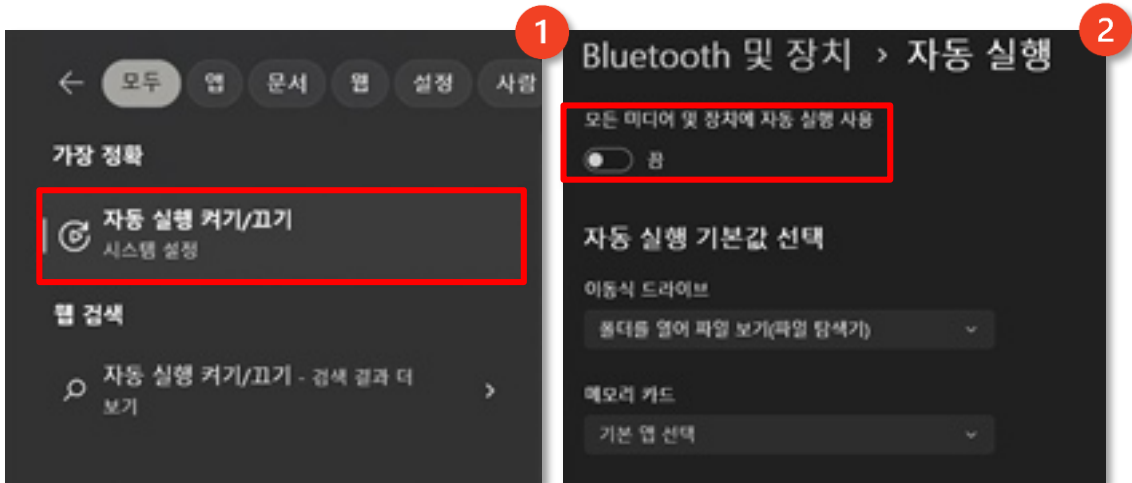 1
모두 앱 문서 웹 설정 사람
가장 정확
자동 실행 켜기/끄기
시스템 설정
웹 검색
자동 실행 켜기/끄기 - 검색 결과 더
보기
2
Bluetooth 및 장치 > 자동 실행
모든 미디어 및 장치에 자동 실행 사용
끔
자동 실행 기본값 선택
이동식 드라이브
폴더를 열어 파일 보기(파일 탐색기)
메모리 카드
기본 앱 선택